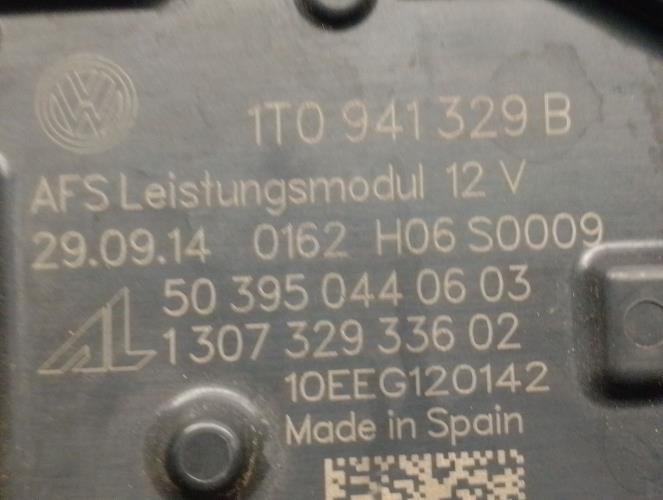 1T0 941 329 B
AFS Leistungsmodul 12 V
29.09.14 0162 H06 S0009
50 395 044 06 03
AL 1 307 329 336 02
10EEG120142
Made in Spain